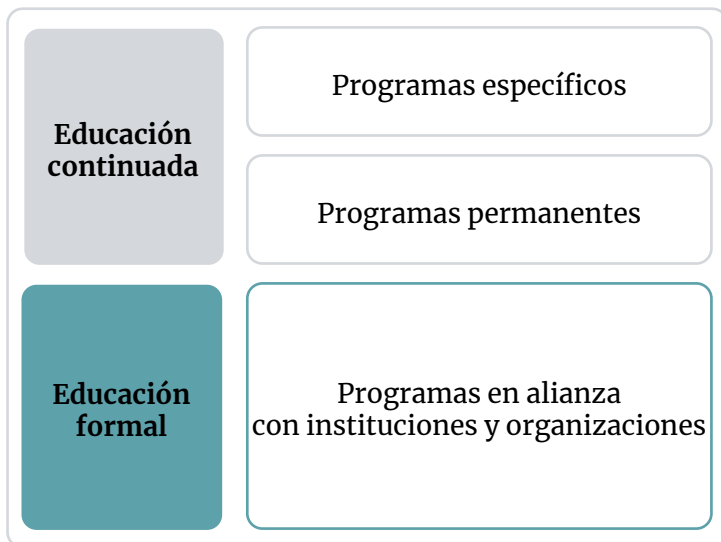 Educación
continuada
Programas específicos
Programas permanentes
Educación
formal
Programas en alianza
con instituciones y organizaciones